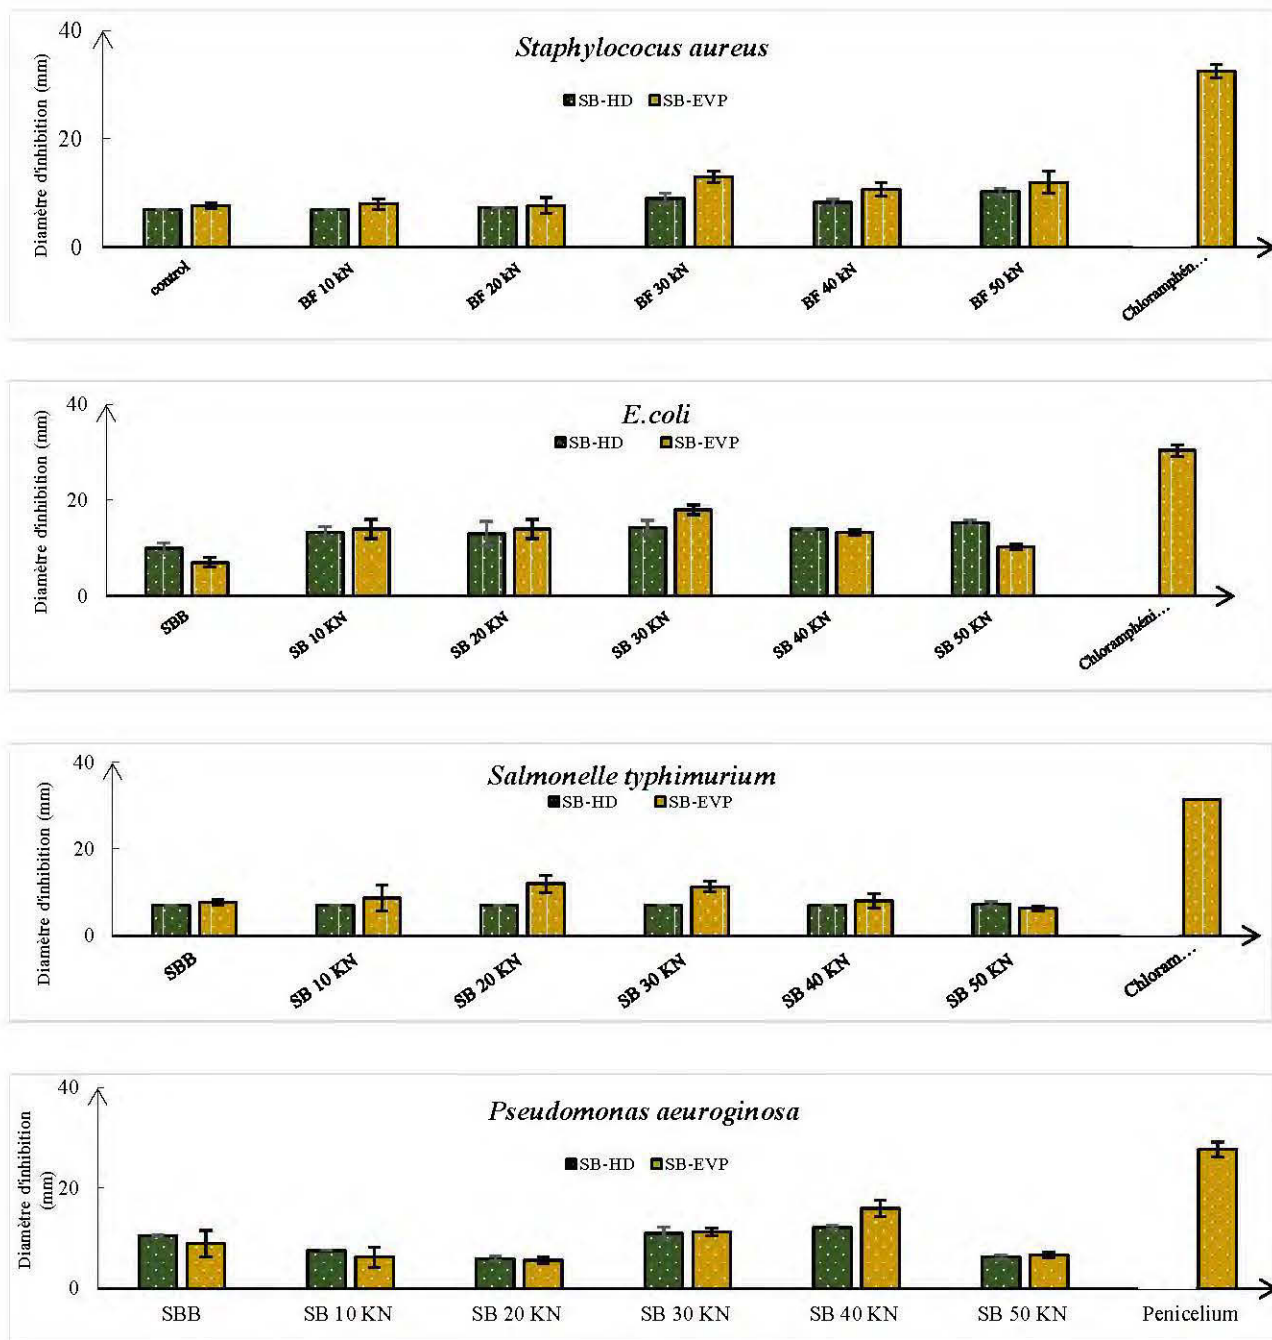 Staphylococus aureus
SB-HD SB-EVP
Diamètre d'inhibition (mm)
40
20
0
control BF 10 kN BF 20 kN BF 30 kN BF 40 kN BF 50 kN Chloramphén…
E.coli
SB-HD SB-EVP
Diamètre d'inhibition (mm)
40
20
0
SBB SB 10 KN SB 20 KN SB 30 KN SB 40 KN SB 50 KN Chloramphéni…
Salmonelle typhimurium
SB-HD SB-EVP
Diamètre d'inhibition (mm)
40
20
0
SBB SB 10 KN SB 20 KN SB 30 KN SB 40 KN SB 50 KN Chloram…
Pseudomonas aeuroginosa
SB-HD SB-EVP
Diamètre d'inhibition
(mm)
40
20
0
SBB SB 10 KN SB 20 KN SB 30 KN SB 40 KN SB 50 KN Penicelium